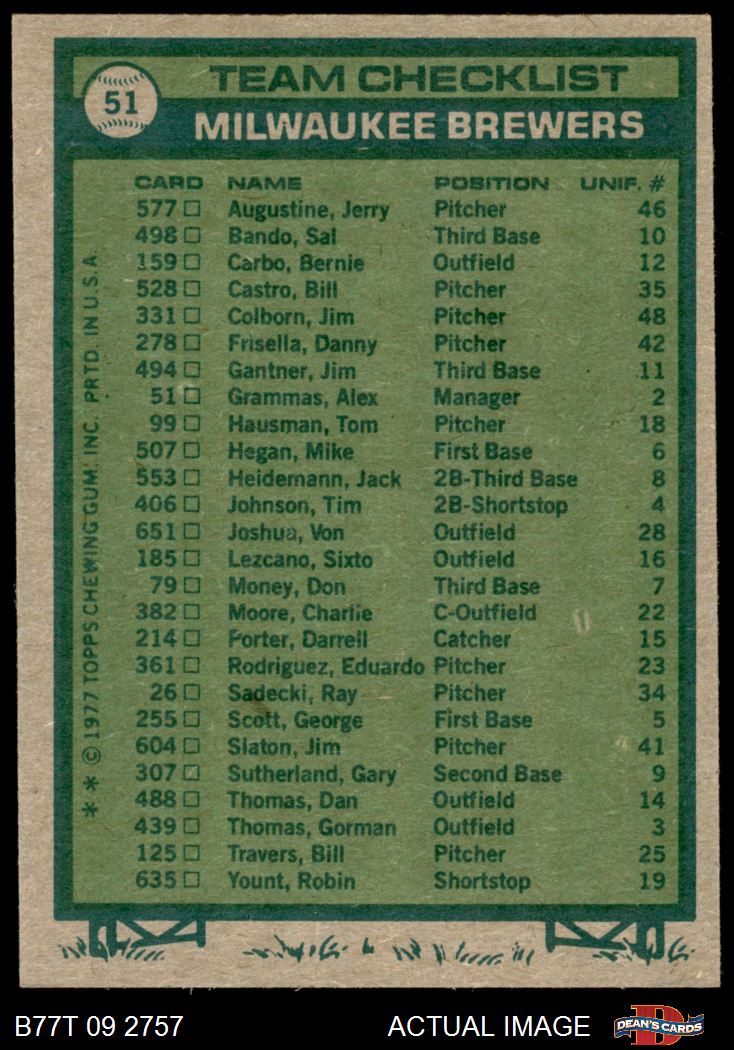 51
TEAM CHECKLIST
MILWAUKEE BREWERS
CARD NAME POSITION UNIF. #
577 □ Augustine, Jerry Pitcher 46
498 □ Bando, Sal Third Base 10
159 □ Carbo, Bernie Outfield 12
528 □ Castro, Bill Pitcher 35
331 □ Colborn, Jim Pitcher 48
278 □ Frisella, Danny Pitcher 42
494 □ Gantner, Jim Third Base 11
51 □ Grammas, Alex Manager 2
99 □ Hausman, Tom Pitcher 18
507 □ Hegan, Mike First Base 6
553 □ Heidemann, Jack 2B-Third Base 8
406 □ Johnson, Tim 2B-Shortstop 4
651 □ Joshua, Von Outfield 28
185 □ Lezcano, Sixto Outfield 16
79 □ Money, Don Third Base 7
382 □ Moore, Charlie C-Outfield 22
214 □ Porter, Darrell Catcher 15
361 □ Rodriguez, Eduardo Pitcher 23
26 □ Sadecki, Ray Pitcher 34
255 □ Scott, George First Base 5
604 □ Slaton, Jim Pitcher 41
307 □ Sutherland, Gary Second Base 9
488 □ Thomas, Dan Outfield 14
439 □ Thomas, Gorman Outfield 3
125 □ Travers, Bill Pitcher 25
635 □ Yount, Robin Shortstop 19
** © 1977 TOPPS CHEWING GUM, INC. PRTD. IN U.S.A.
B77T 09 2757 ACTUAL IMAGE DEAN'S CARDS